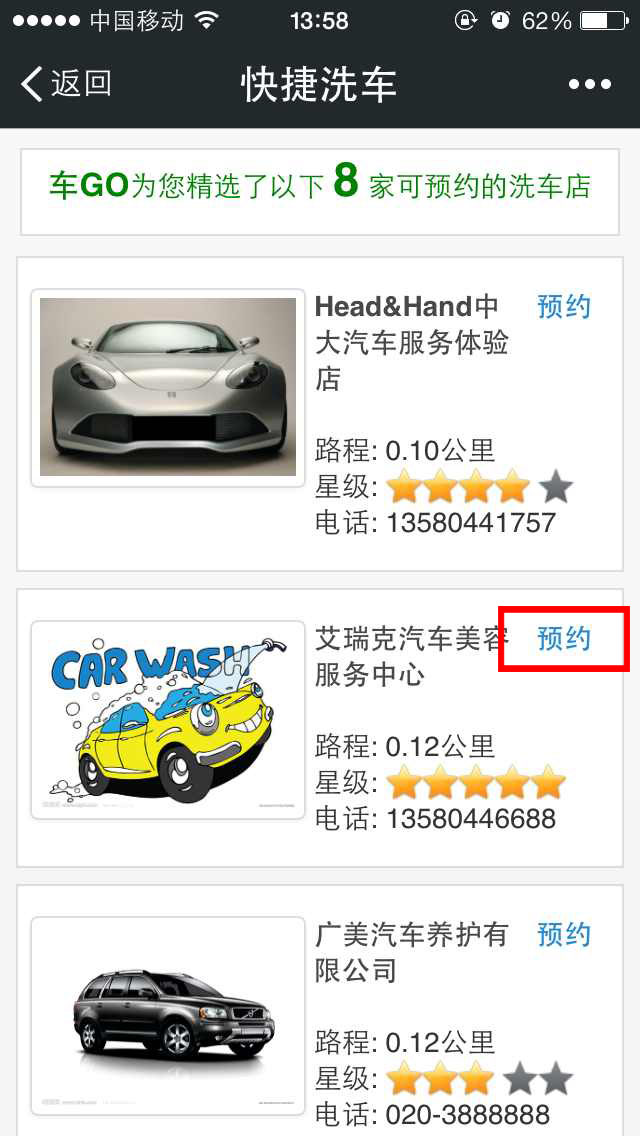 中国移动 13:58 62%
返回 快捷洗车
车GO为您精选了以下 8 家可预约的洗车店
Head&Hand中 预约
大汽车服务体验
店
路程: 0.10公里
星级:
电话: 13580441757
CAR WASH
艾瑞克汽车美容 预约
服务中心
路程: 0.12公里
星级:
电话: 13580446688
广美汽车养护有 预约
限公司
路程: 0.12公里
星级:
电话: 020-3888888